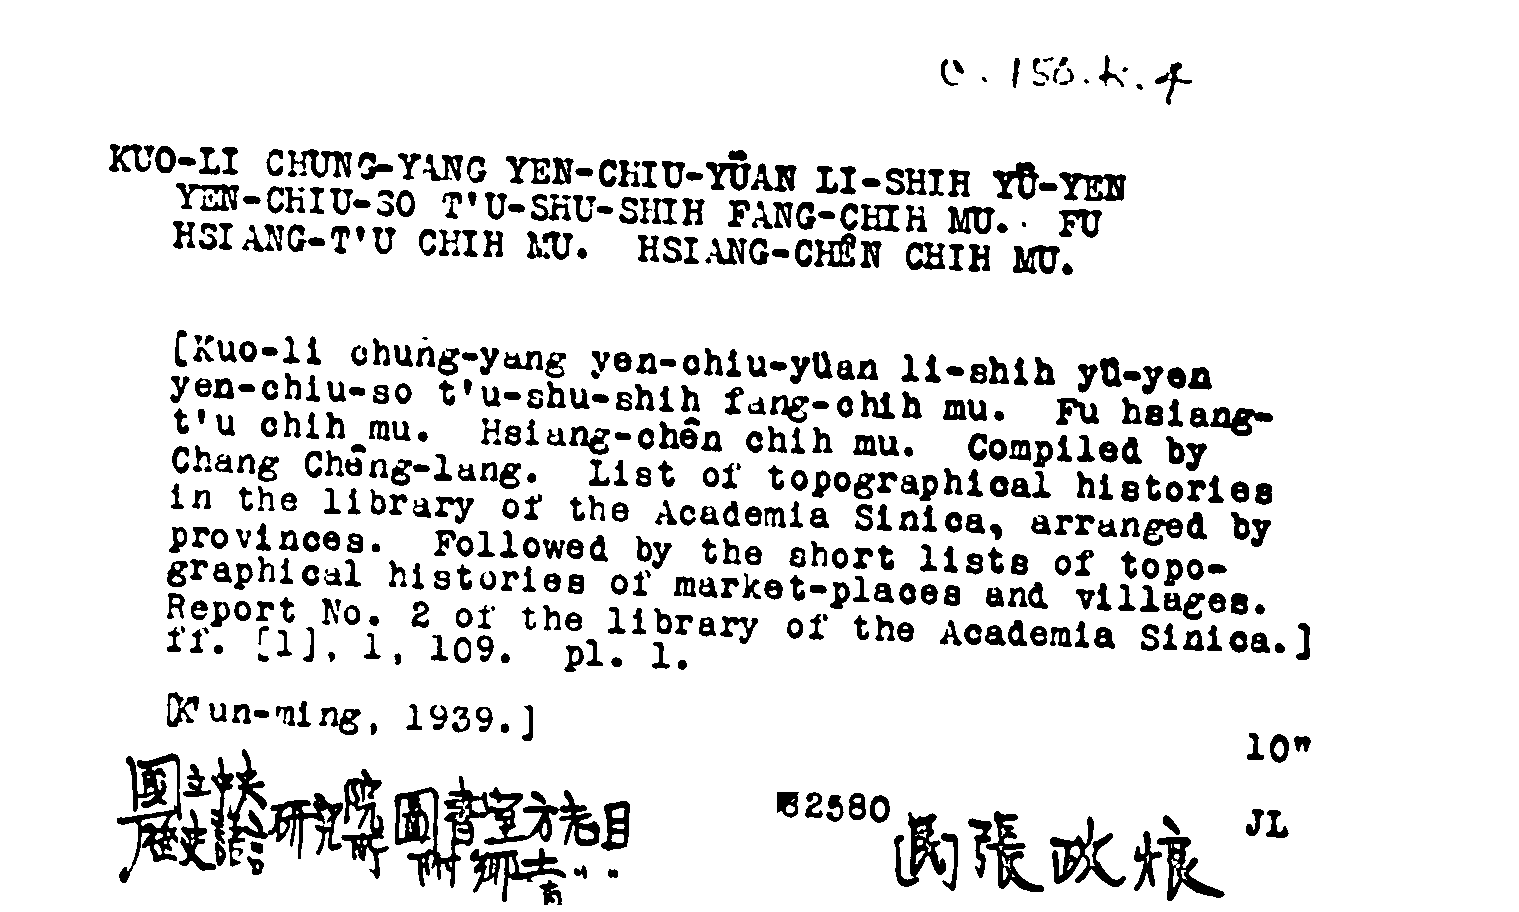 C. 156. k. 4
KUO-LI CHUNG-YANG YEN-CHIU-YÜAN LI-SHIH YÜ-YEN
YEN-CHIU-SO T'U-SHU-SHIH FANG-CHIH MU. FU
HSIANG-T'U CHIH MU. HSIANG-CHÊN CHIH MU.
[Kuo-li chung-yang yen-chiu-yüan li-shih yü-yen
yen-chiu-so t'u-shu-shih fang-chih mu. Fu hsiang-
t'u chih mu. Hsiang-chên chih mu. Compiled by
Chang Chêng-lang. List of topographical histories
in the library of the Academia Sinica, arranged by
provinces. Followed by the short lists of topo-
graphical histories of market-places and villages.
Report No. 2 of the library of the Academia Sinica.]
ff. [1], 1, 109. pl. 1.
[K'un-ming, 1939.]
10"
國立中央研究院圖書室方志目
歷史語言 所 附鄉土志..
62580
民 張政烺
JL